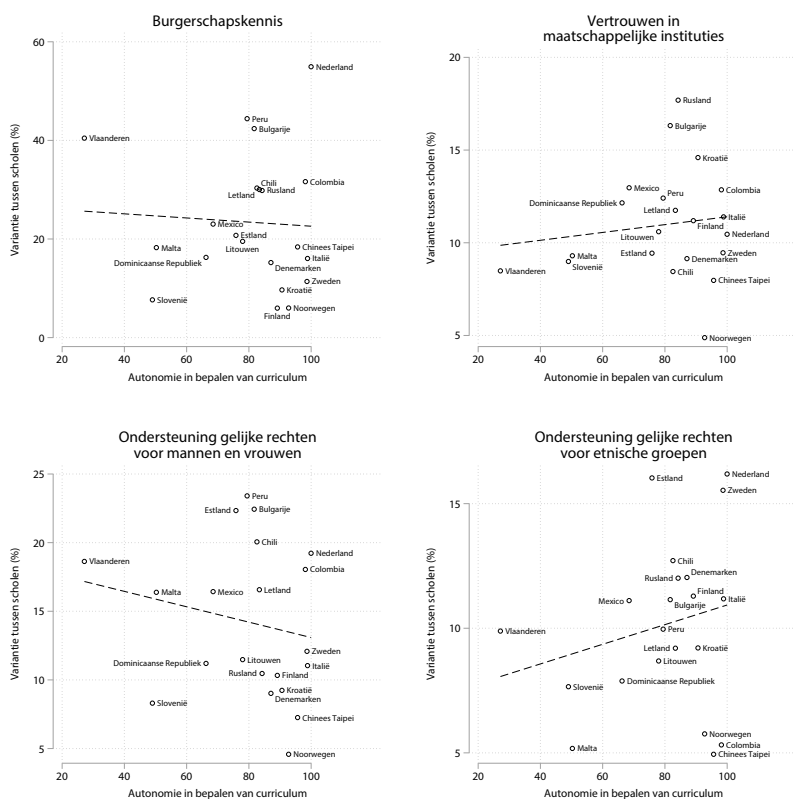 Burgerschapskennis
60
40
20
0
Variantie tussen scholen (%)
Nederland
Peru
Bulgarije
Vlaanderen
Chili
Colombia
Rusland
Letland
Mexico
Estland
Litouwen
Malta
Chinees Taipei
Dominicaanse Republiek
Italië
Denemarken
Zweden
Kroatië
Slovenië
Noorwegen
Finland
20 40 60 80 100
Autonomie in bepalen van curriculum
Vertrouwen in
maatschappelijke instituties
20
15
10
5
Variantie tussen scholen (%)
Rusland
Bulgarije
Kroatië
Mexico
Colombia
Peru
Dominicaanse Republiek
Letland
Italië
Finland
Litouwen
Nederland
Estland
Zweden
Malta
Denemarken
Slovenië
Vlaanderen
Chili
Chinees Taipei
Noorwegen
20 40 60 80 100
Autonomie in bepalen van curriculum
Ondersteuning gelijke rechten
voor mannen en vrouwen
25
20
15
10
5
Variantie tussen scholen (%)
Peru
Estland
Bulgarije
Chili
Nederland
Vlaanderen
Colombia
Malta
Mexico
Letland
Zweden
Litouwen
Dominicaanse Republiek
Italië
Rusland
Finland
Kroatië
Denemarken
Slovenië
Chinees Taipei
Noorwegen
20 40 60 80 100
Autonomie in bepalen van curriculum
Ondersteuning gelijke rechten
voor etnische groepen
15
10
5
Variantie tussen scholen (%)
Nederland
Estland
Zweden
Chili
Denemarken
Rusland
Finland
Mexico
Italië
Bulgarije
Vlaanderen
Peru
Letland
Kroatië
Litouwen
Dominicaanse Republiek
Slovenië
Noorwegen
Malta
Colombia
Chinees Taipei
20 40 60 80 100
Autonomie in bepalen van curriculum